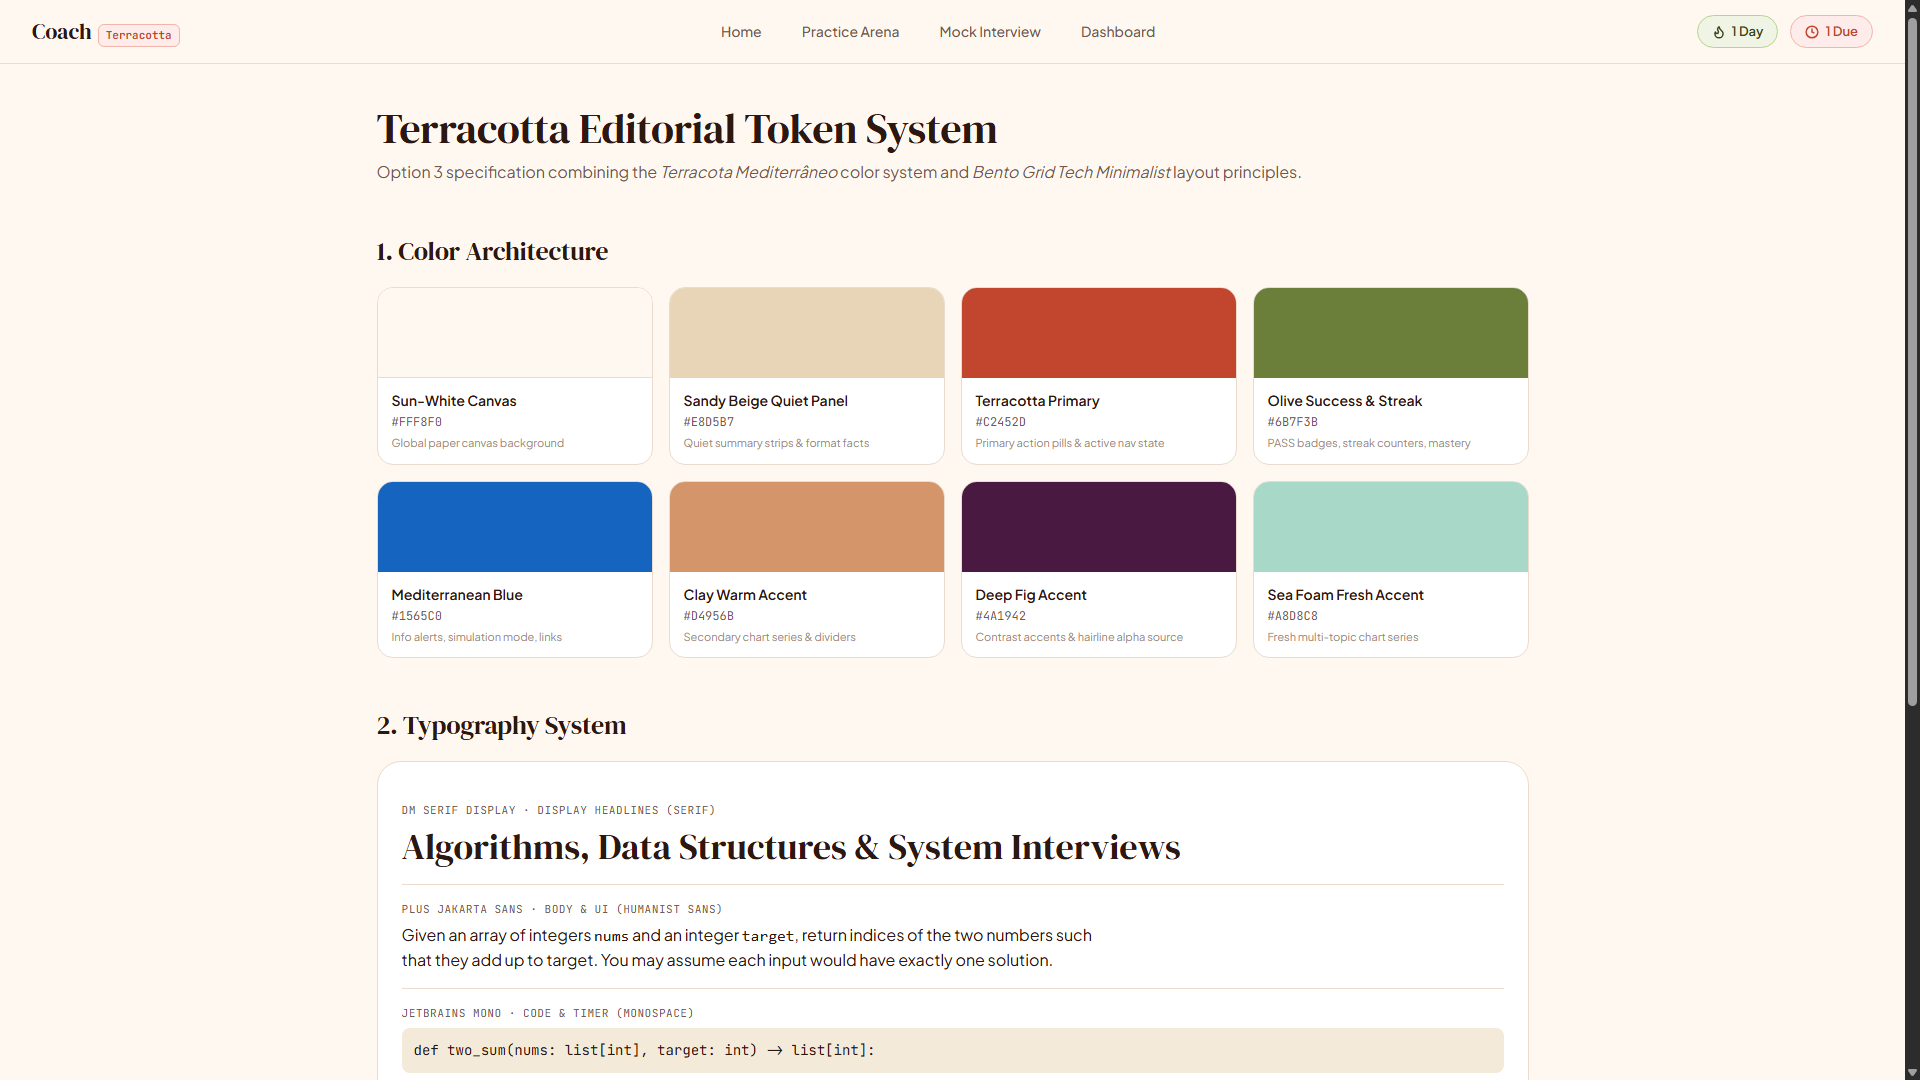 Coach Terracotta
Home Practice Arena Mock Interview Dashboard
1 Day 1 Due
Terracotta Editorial Token System
Option 3 specification combining the Terracota Mediterrâneo color system and Bento Grid Tech Minimalist layout principles.
1. Color Architecture
Sun-White Canvas
#FFF8F0
Global paper canvas background
Sandy Beige Quiet Panel
#E8D5B7
Quiet summary strips & format facts
Terracotta Primary
#C2452D
Primary action pills & active nav state
Olive Success & Streak
#6B7F3B
PASS badges, streak counters, mastery
Mediterranean Blue
#1565C0
Info alerts, simulation mode, links
Clay Warm Accent
#D4956B
Secondary chart series & dividers
Deep Fig Accent
#4A1942
Contrast accents & hairline alpha source
Sea Foam Fresh Accent
#A8D8C8
Fresh multi-topic chart series
2. Typography System
DM SERIF DISPLAY · DISPLAY HEADLINES (SERIF)
Algorithms, Data Structures & System Interviews
PLUS JAKARTA SANS · BODY & UI (HUMANIST SANS)
Given an array of integers nums and an integer target, return indices of the two numbers such
that they add up to target. You may assume each input would have exactly one solution.
JETBRAINS MONO · CODE & TIMER (MONOSPACE)
def two_sum(nums: list[int], target: int) -> list[int]: